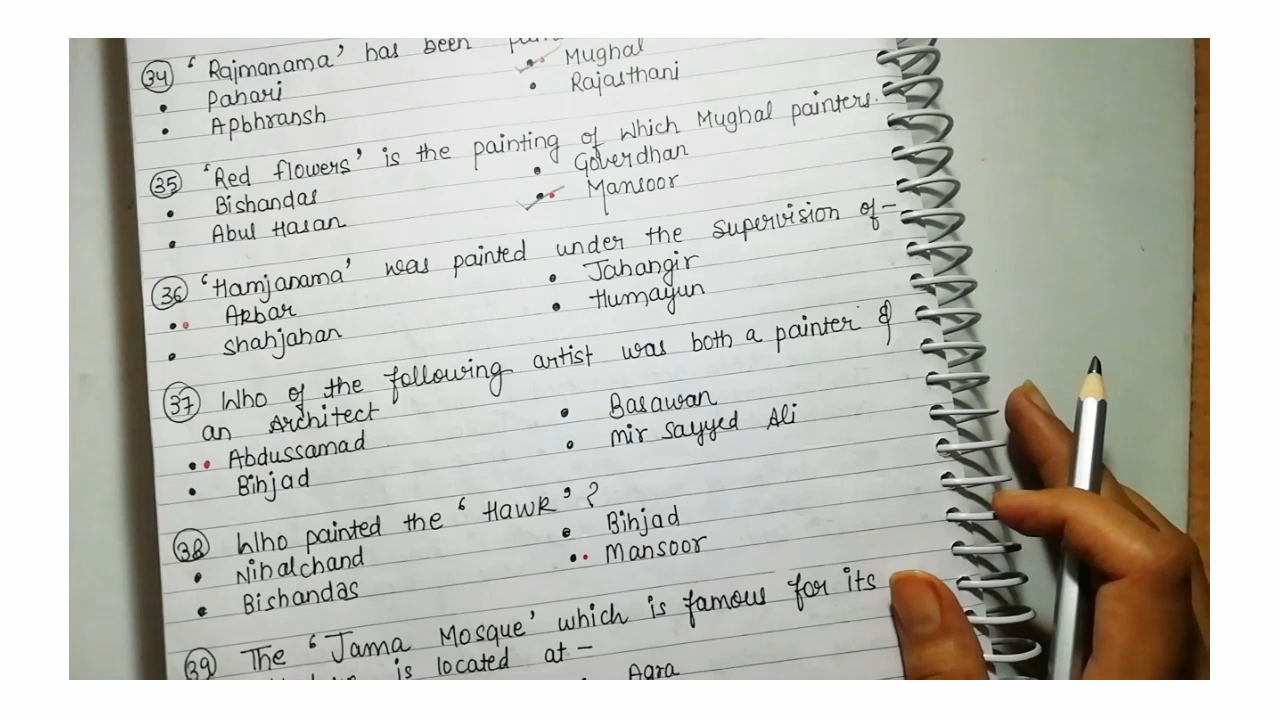 34 'Rajmanama' has been
• Pahari • Mughal
• Apbhransh • Rajasthani
35 'Red flowers' is the painting of which Mughal painters.
• Bishandas • Goverdhan
• Abul Hasan • Mansoor
36 'Hamjanama' was painted under the supervision of-
• Akbar • Jahangir
• Shahjahan • Humayun
37 Who of the following artist was both a painter &
an Architect
• Abdussamad • Basawan
• Bihjad • Mir Sayyed Ali
38 Who painted the 'Hawk'?
• Nihalchand • Bihjad
• Bishandas • Mansoor
39 The 'Jama Mosque' which is famous for its
is located at -
• Agra